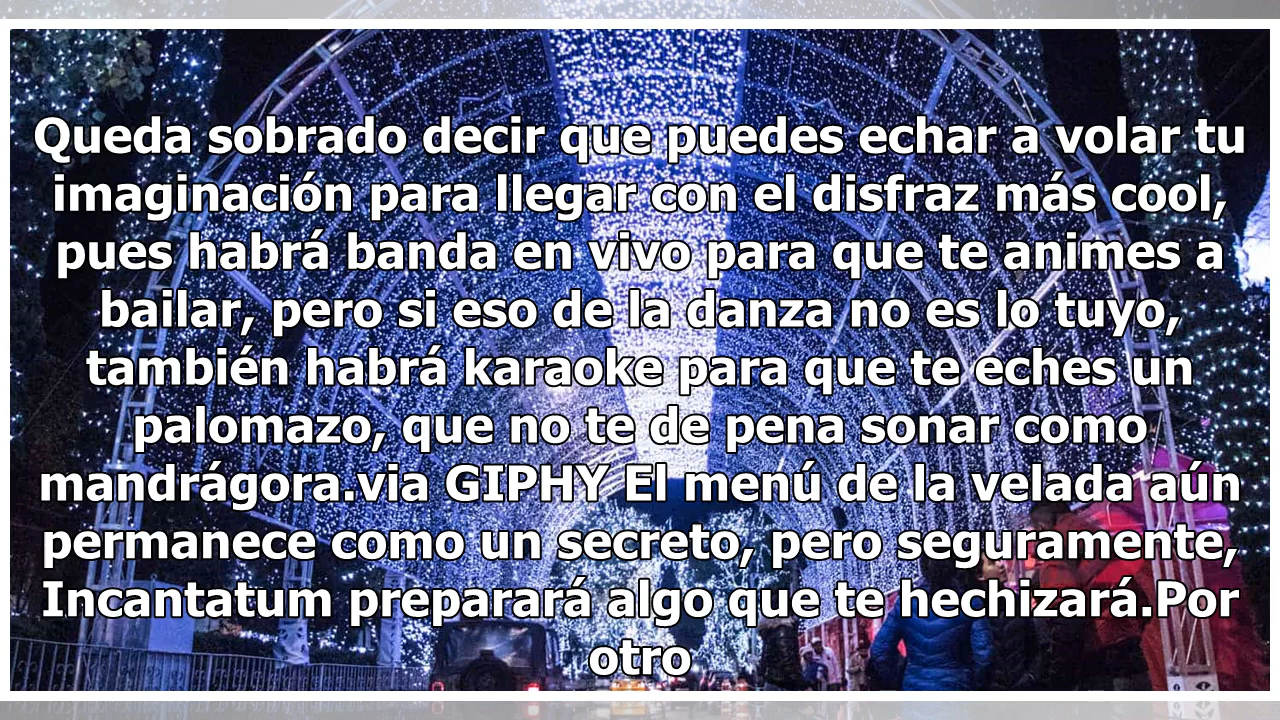 Queda sobrado decir que puedes echar a volar tu
imaginación para llegar con el disfraz más cool,
pues habrá banda en vivo para que te animes a
bailar, pero si eso de la danza no es lo tuyo,
también habrá karaoke para que te eches un
palomazo, que no te de pena sonar como
mandrágora.via GIPHY El menú de la velada aún
permanece como un secreto, pero seguramente,
Incantatum preparará algo que te hechizará.Por
otro